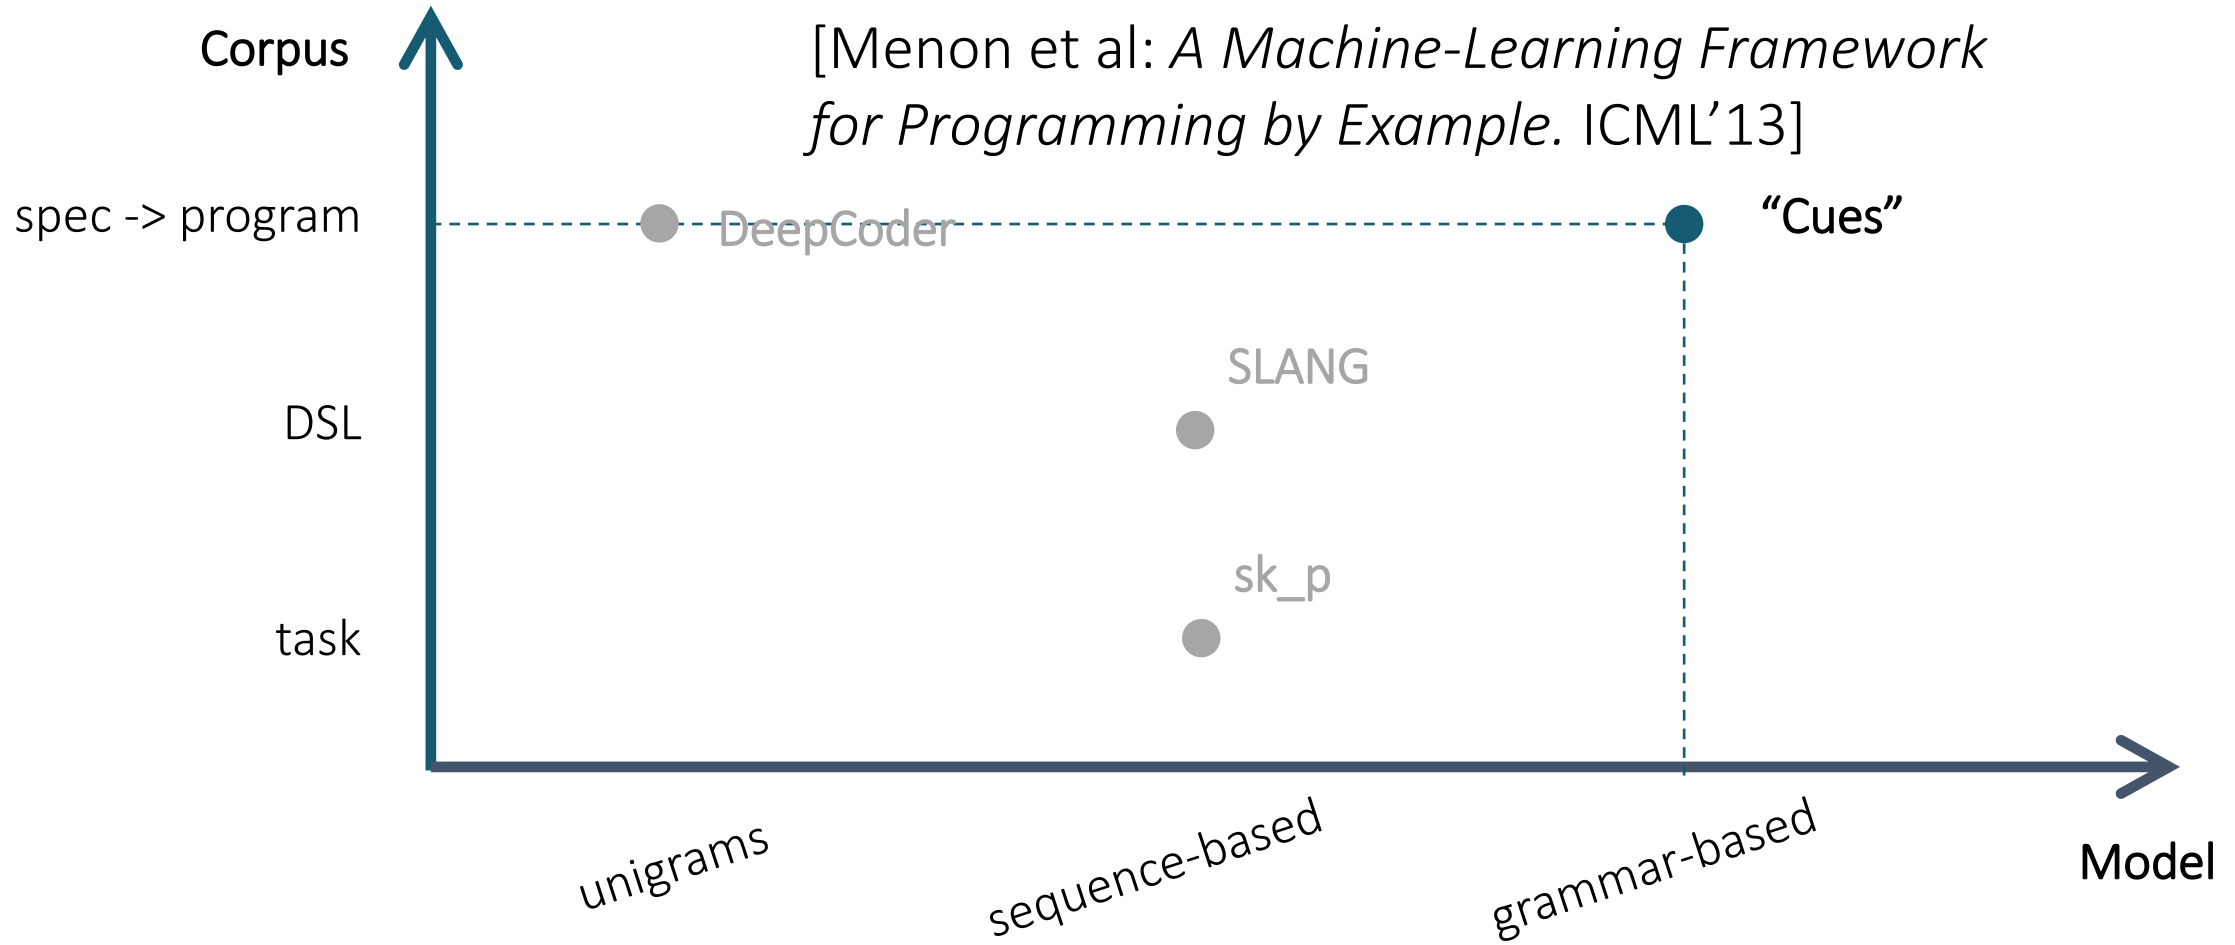 Corpus
[Menon et al: A Machine-Learning Framework
for Programming by Example. ICML’13]
spec -> program
DeepCoder
“Cues”
SLANG
DSL
sk_p
task
unigrams
sequence-based
grammar-based
Model